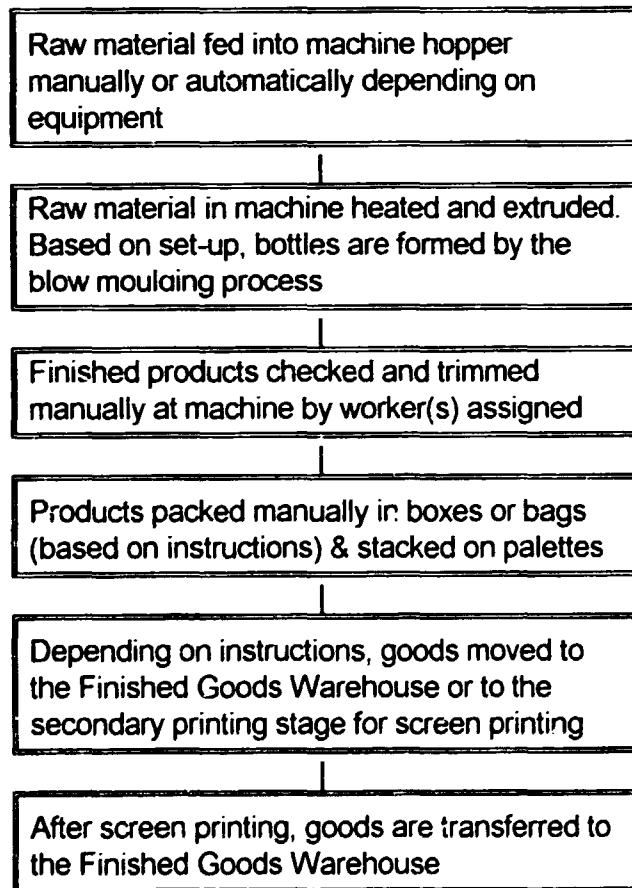 Raw material fed into machine hopper
manually or automatically depending on
equipment
Raw material in machine heated and extruded.
Based on set-up, bottles are formed by the
blow moulding process
Finished products checked and trimmed
manually at machine by worker(s) assigned
Products packed manually in boxes or bags
(based on instructions) & stacked on palettes
Depending on instructions, goods moved to
the Finished Goods Warehouse or to the
secondary printing stage for screen printing
After screen printing, goods are transferred to
the Finished Goods Warehouse